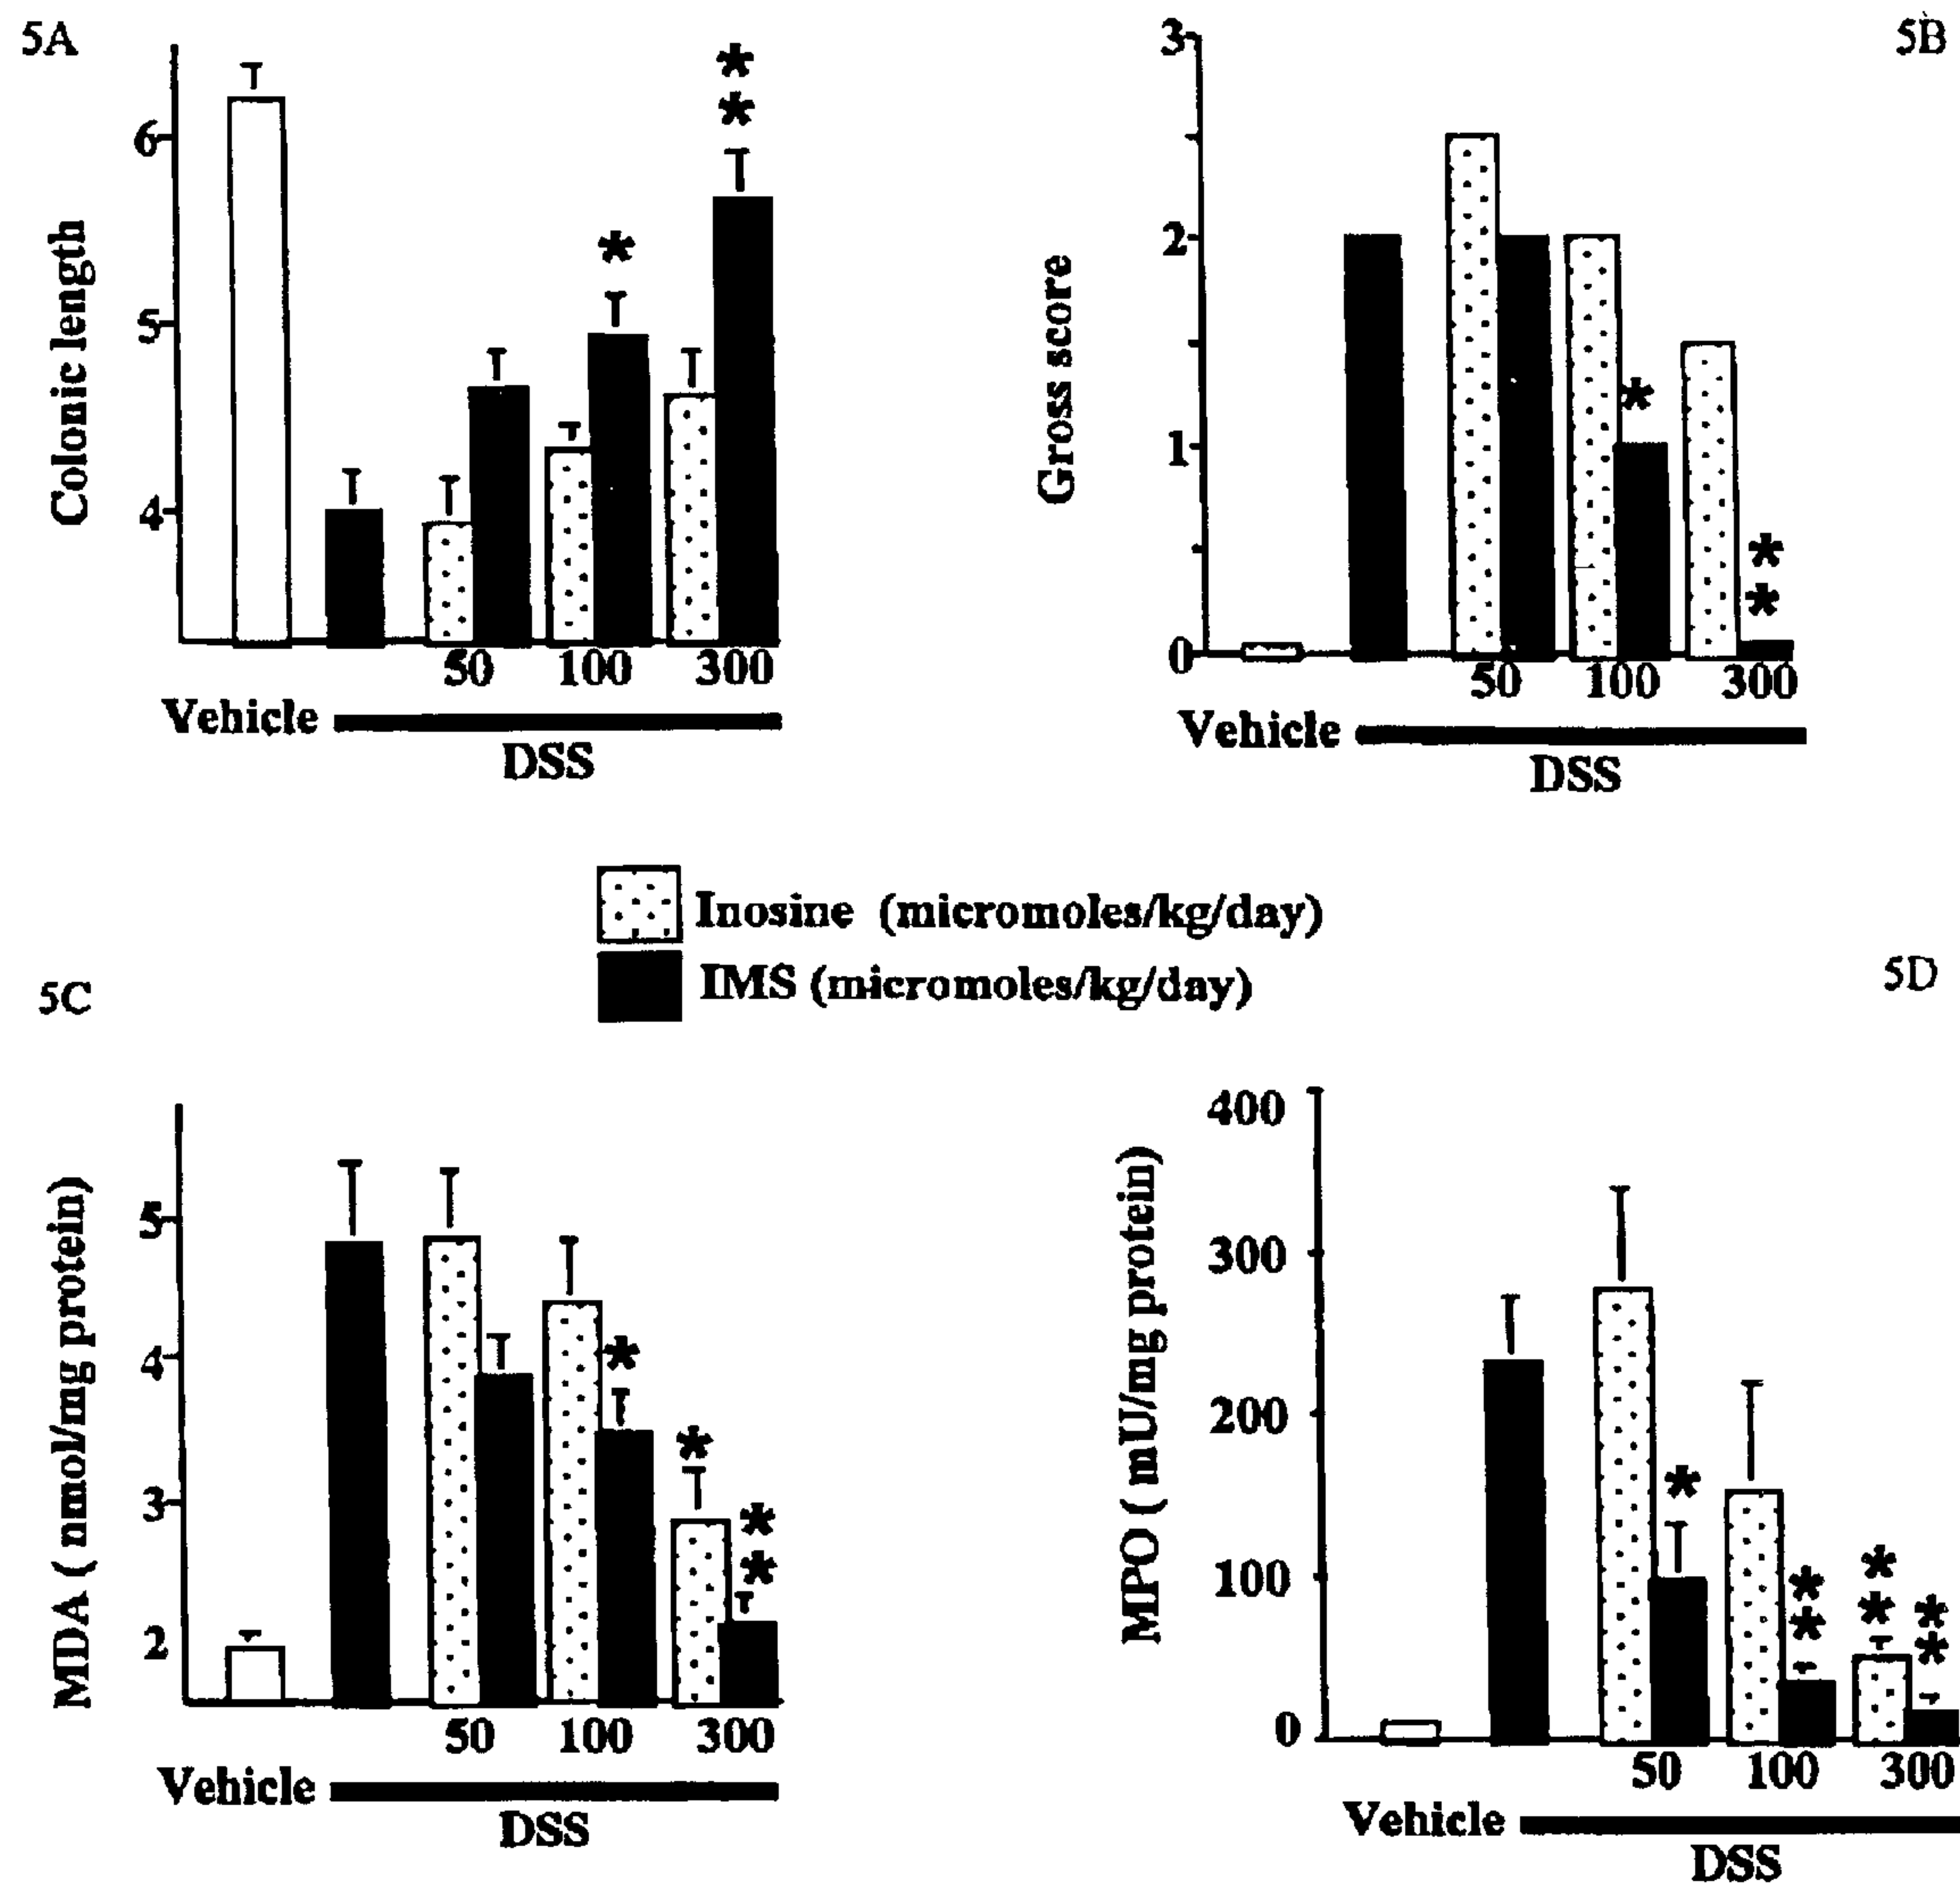 5A
6
5
4
Colonic length
*
*
*
50 100 300
Vehicle
DSS
5B
3
2
1
0
Gross score
*
*
*
50 100 300
Vehicle
DSS
Inosine (micromoles/kg/day)
IMS (micromoles/kg/day)
5C
5
4
3
2
MDA ( nmol/mg protein)
*
*
*
*
50 100 300
Vehicle
DSS
5D
400
300
200
100
0
MPO ( mU/mg protein)
*
*
*
*
*
*
*
50 100 300
Vehicle
DSS